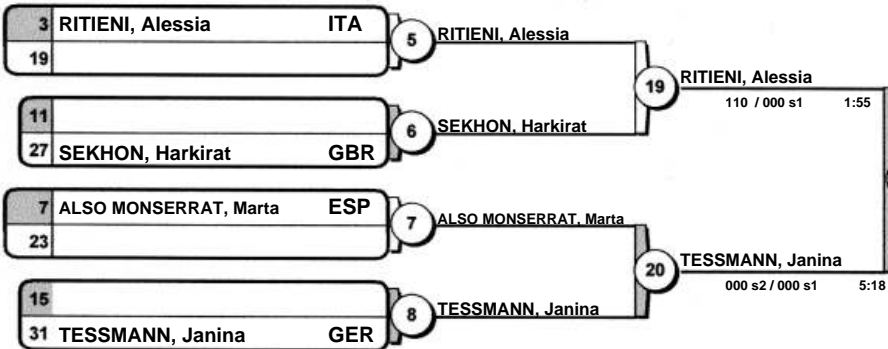 3 RITIENI, Alessia ITA
19
5 RITIENI, Alessia
11
27 SEKHON, Harkirat GBR
6 SEKHON, Harkirat
19 RITIENI, Alessia
110 / 000 s1 1:55
7 ALSO MONSERRAT, Marta ESP
23
7 ALSO MONSERRAT, Marta
15
31 TESSMANN, Janina GER
8 TESSMANN, Janina
20 TESSMANN, Janina
000 s2 / 000 s1 5:18